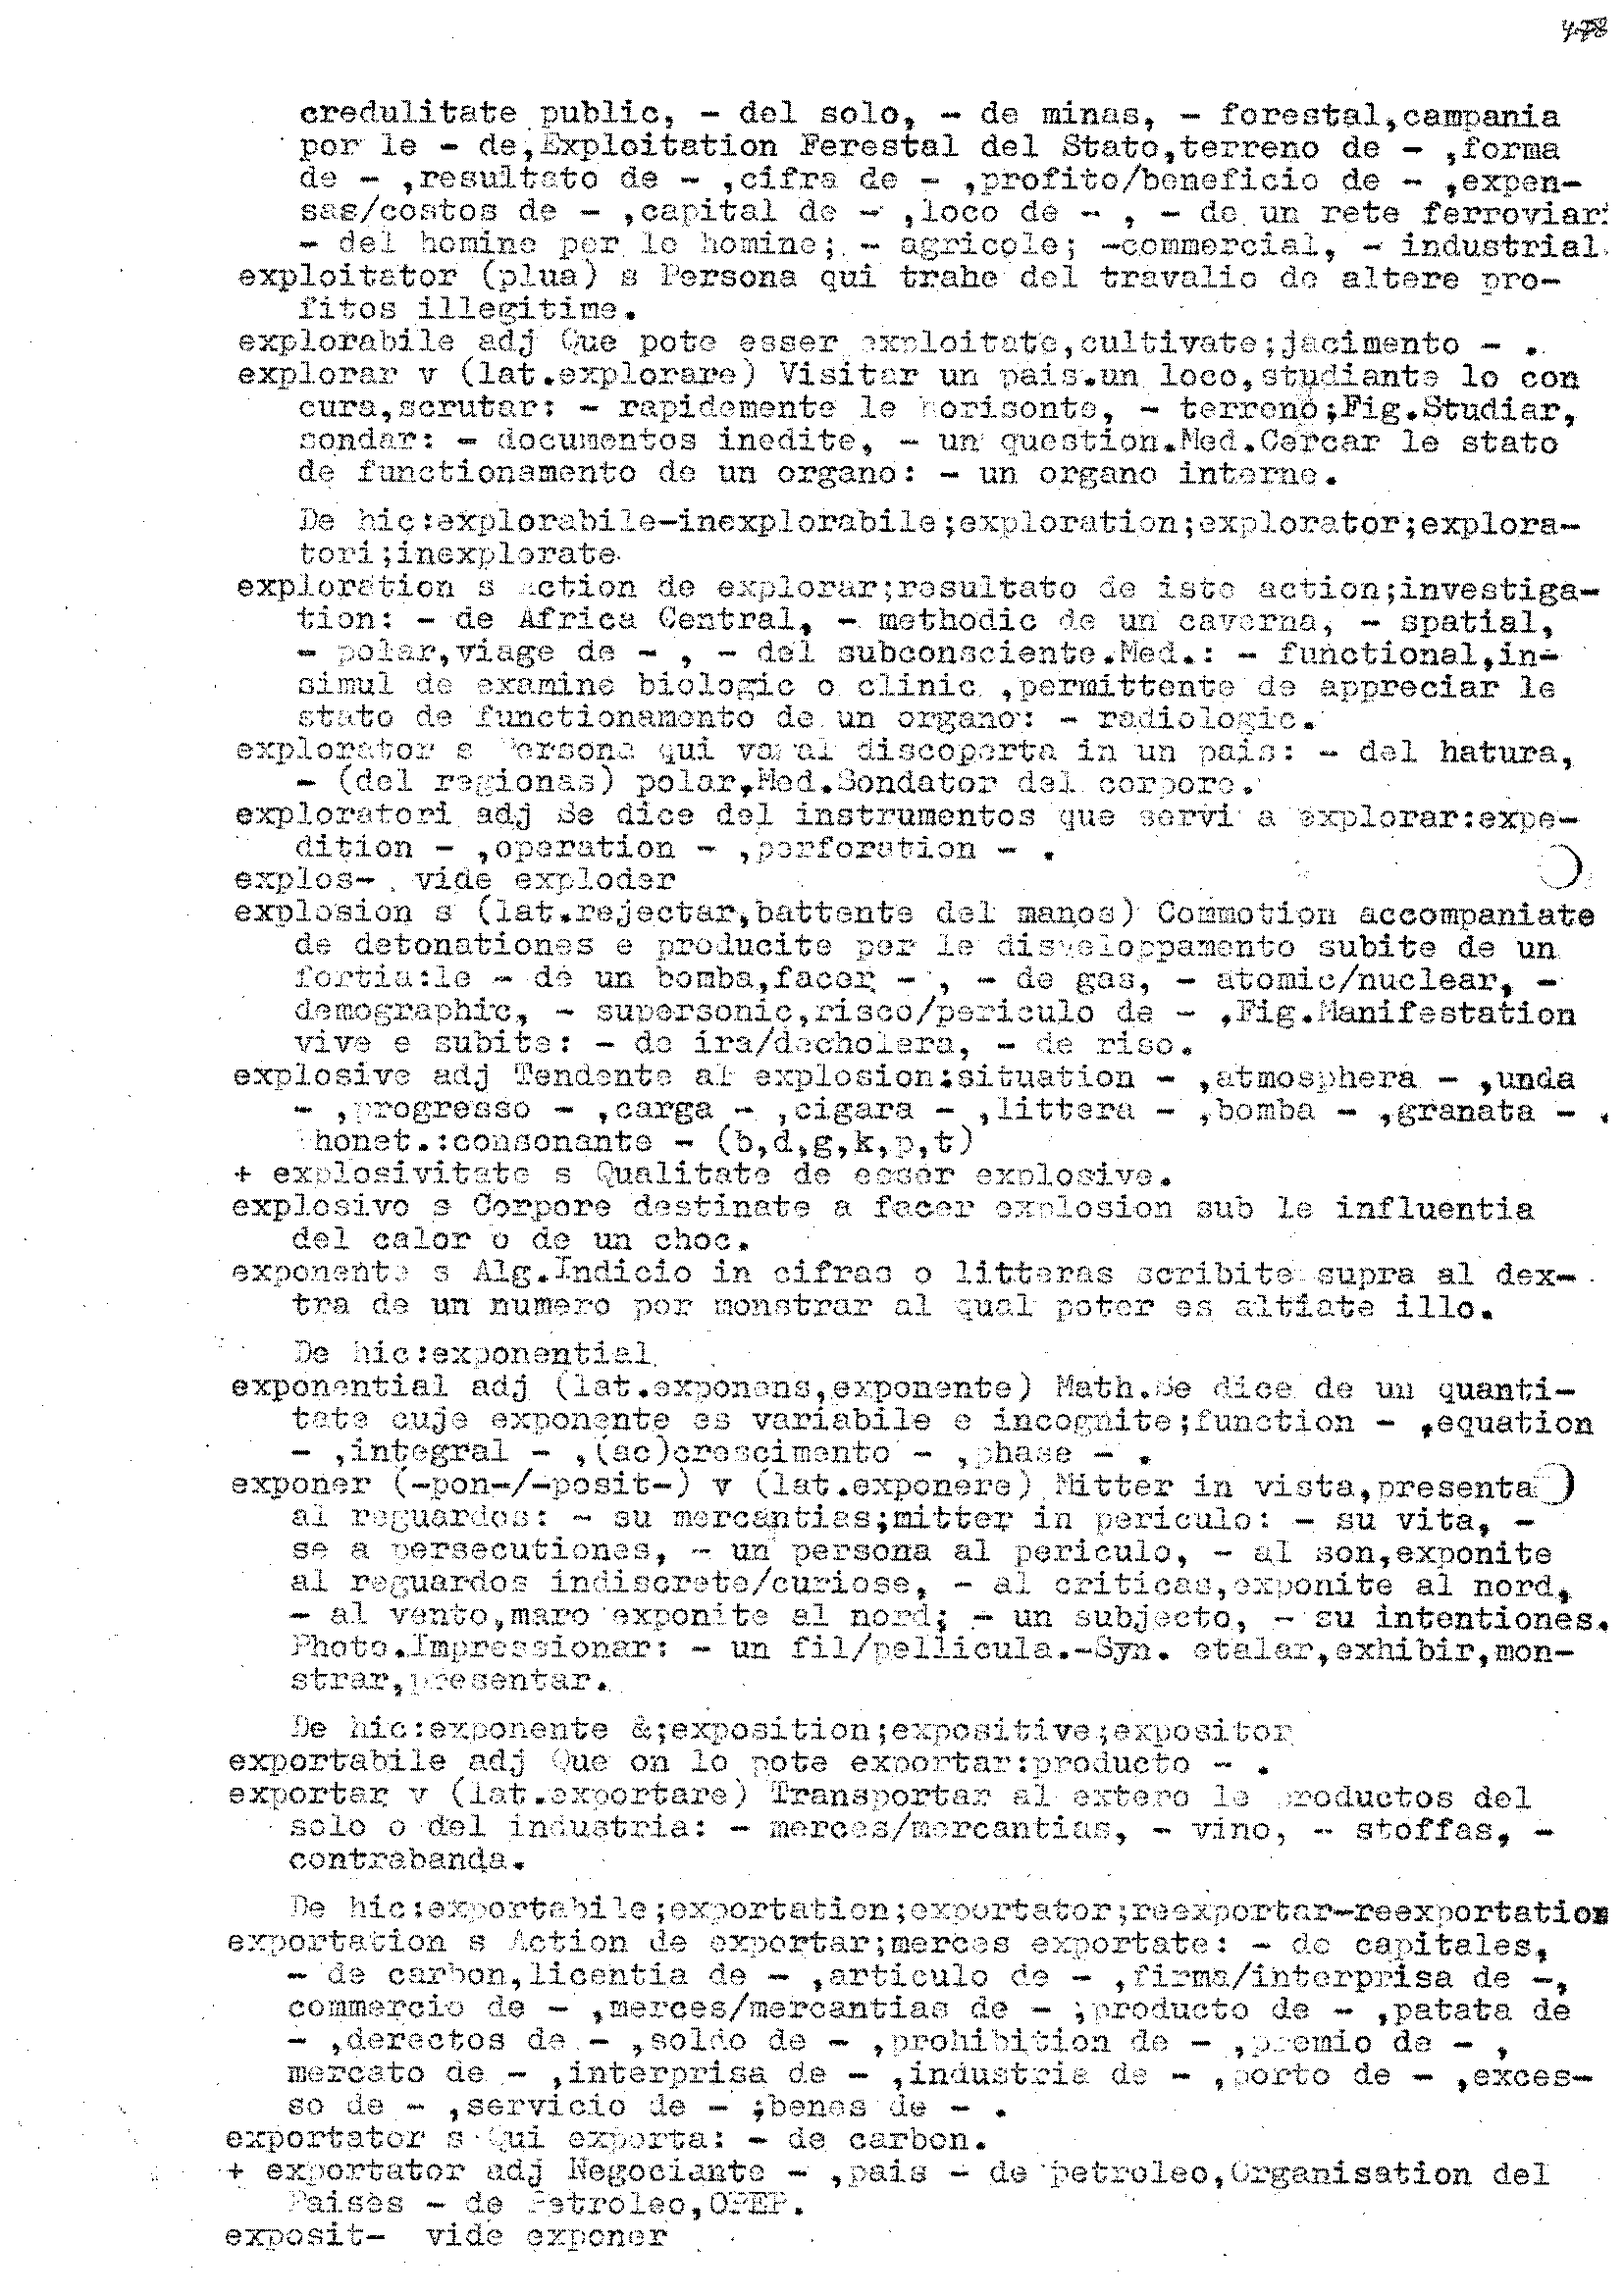 478
credulitate public, - del solo, - de minas, - forestal,campania
por le - de,Exploitation Ferestal del Stato,terreno de - ,forma
de - ,resultato de - ,cifra de - ,profito/beneficio de - ,expen-
sas/costos de - ,capital de - ,loco de - , - de un rete ferroviari
- del homine per le homine; - agricole; -commercial, - industrial.
exploitator (plua) s Persona qui trahe del travalio de altere pro-
fitos illegitime.
explorabile adj Que pote esser exploitate,cultivate;jacimento - .
explorar v (lat.explorare) Visitar un pais.un loco,studiante lo con
cura,scrutar: - rapidemente le horisonte, - terreno;Fig.Studiar,
sondar: - documentos inedite, - un question.Med.Cercar le stato
de functionamento de un organo: - un organo interne.
De hic:explorabile-inexplorabile;exploration;explorator;explora-
tori;inexplorate
exploration s Action de explorar;resultato de iste action;investiga-
tion: - de Africa Central, - methodic de un caverna, - spatial,
- polar,viage de - , - del subconsciente.Med.: - functional,in-
simul de examine biologic o clinic ,permittente de appreciar le
stato de functionamento de un organo: - radiologic.
explorator s Persona qui va al discoperta in un pais: - del hatura,
- (del regionas) polar,Med.Sondator del corpore.
exploratori adj Se dice del instrumentos que servi a explorar:expe-
dition - ,operation - ,perforation - .
explos- vide exploder
explosion s (lat.rejectar,battente del manos) Commotion accompaniate
de detonationes e producite per le disveloppamento subite de un
fortia:le - de un bomba,facer - , - de gas, - atomic/nuclear, -
demographic, - supersonic,risco/periculo de - ,Fig.Manifestation
vive e subite: - de ira/decholera, - de riso.
explosive adj Tendente al explosion:situation - ,atmosphera - ,unda
- ,progresso - ,carga - ,cigara - ,littera - ,bomba - ,granata - .
Phonet.:consonante - (b,d,g,k,p,t)
+ explosivitate s Qualitate de esser explosive.
explosivo s Corpore destinate a facer explosion sub le influentia
del calor o de un choc.
exponente s Alg.Indicio in cifras o litteras scribite supra al dex-
tra de un numero por monstrar al qual poter es altiate illo.
De hic:exponential
exponential adj (lat.exponens,exponente) Math.Se dice de un quanti-
tate cuje exponente es variabile e incognite;function - ,equation
- ,integral - ,(ac)crescimento - ,phase - .
exponer (-pon-/-posit-) v (lat.exponere) Mitter in vista,presenta
al reguardos: - su mercantias;mitter in periculo: - su vita, -
se a persecutiones, - un persona al periculo, - al son,exponite
al reguardos indiscrete/curiose, - al criticas,exponite al nord,
- al vento,maro exponite al nord; - un subjecto, - su intentiones.
Photo.Impressionar: - un fil/pellicula.-Syn. etalar,exhibir,mon-
strar,presentar.
De hic:exponente &;exposition;expositive;expositor
exportabile adj Que on lo pote exportar:producto - .
exportar v (lat.exportare) Transportar al extero le productos del
solo o del industria: - merces/mercantias, - vino, - stoffas, -
contrabanda.
De hic:exportabile;exportation;exportator;reexportar-reexportation
exportation s Action de exportar;merces exportate: - de capitales,
- de carbon,licentia de - ,articulo de - ,firma/interprisa de -,
commercio de - ,merces/mercantias de - ;producto de - ,patata de
- ,derectos de - ,soldo de - ,prohibition de - ,premio de - ,
mercato de - ,interprisa de - ,industria de - ,porto de - ,exces-
so de - ,servicio de - ;benes de - .
exportator s Qui exporta: - de carbon.
+ exportator adj Negociante - ,pais - de petroleo,Organisation del
Paises - de Petroleo,OPEP.
exposit- vide exponer